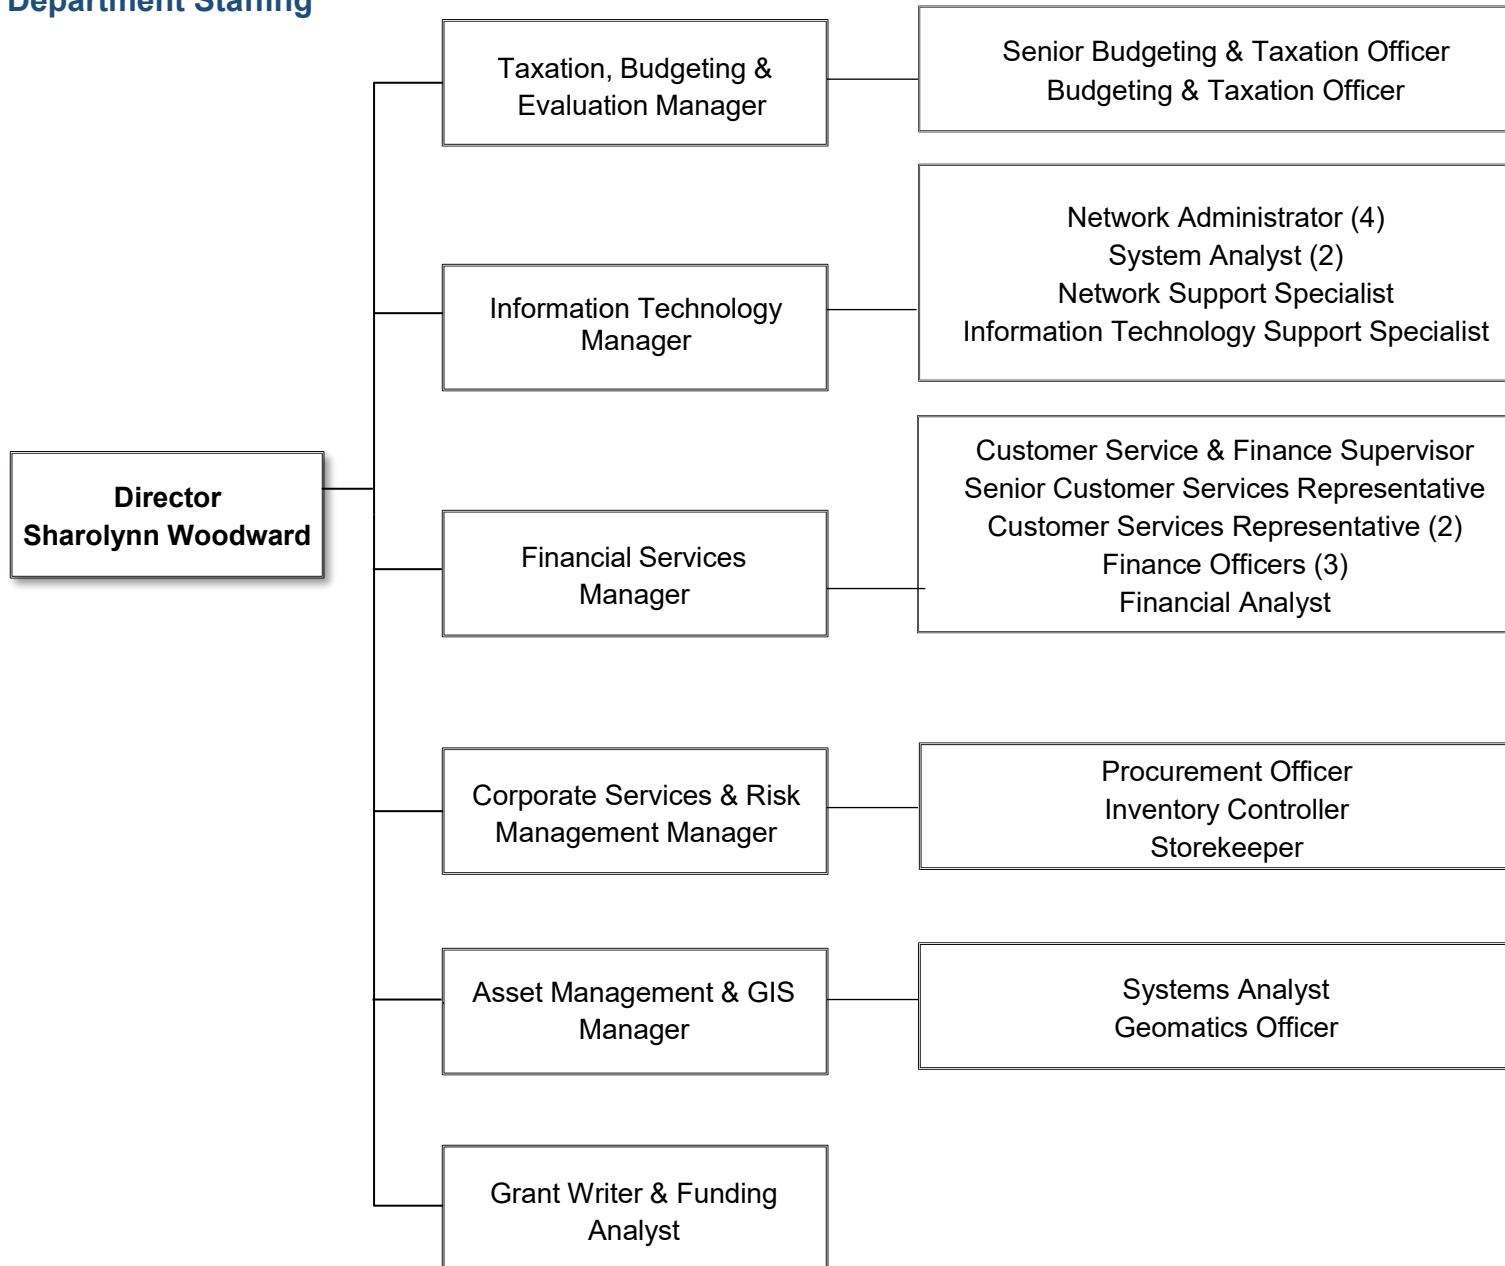 Department Staffing
Taxation, Budgeting &
Evaluation Manager
Senior Budgeting & Taxation Officer
Budgeting & Taxation Officer
Information Technology
Manager
Network Administrator (4)
System Analyst (2)
Network Support Specialist
Information Technology Support Specialist
Director
Sharolynn Woodward
Financial Services
Manager
Customer Service & Finance Supervisor
Senior Customer Services Representative
Customer Services Representative (2)
Finance Officers (3)
Financial Analyst
Corporate Services & Risk
Management Manager
Procurement Officer
Inventory Controller
Storekeeper
Asset Management & GIS
Manager
Systems Analyst
Geomatics Officer
Grant Writer & Funding
Analyst